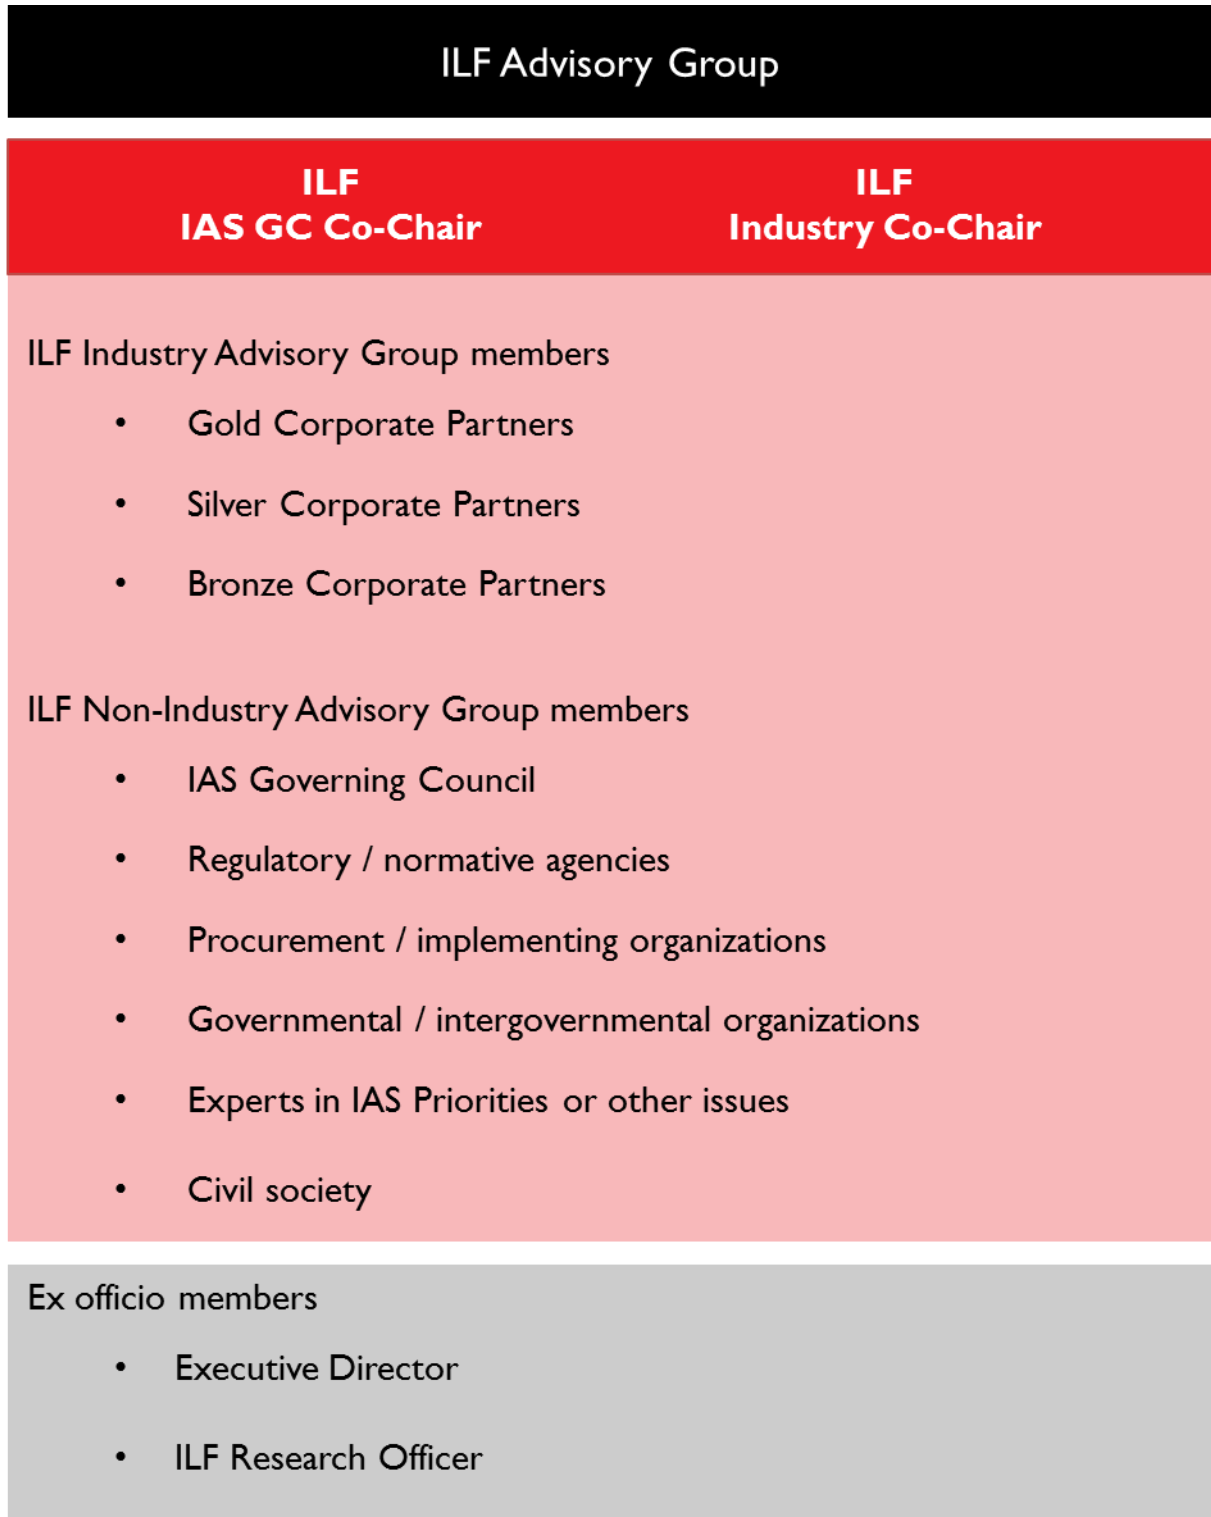 ILF Advisory Group
ILF
IAS GC Co-Chair
ILF
Industry Co-Chair
ILF Industry Advisory Group members
• Gold Corporate Partners
• Silver Corporate Partners
• Bronze Corporate Partners
ILF Non-Industry Advisory Group members
• IAS Governing Council
• Regulatory / normative agencies
• Procurement / implementing organizations
• Governmental / intergovernmental organizations
• Experts in IAS Priorities or other issues
• Civil society
Ex officio members
• Executive Director
• ILF Research Officer